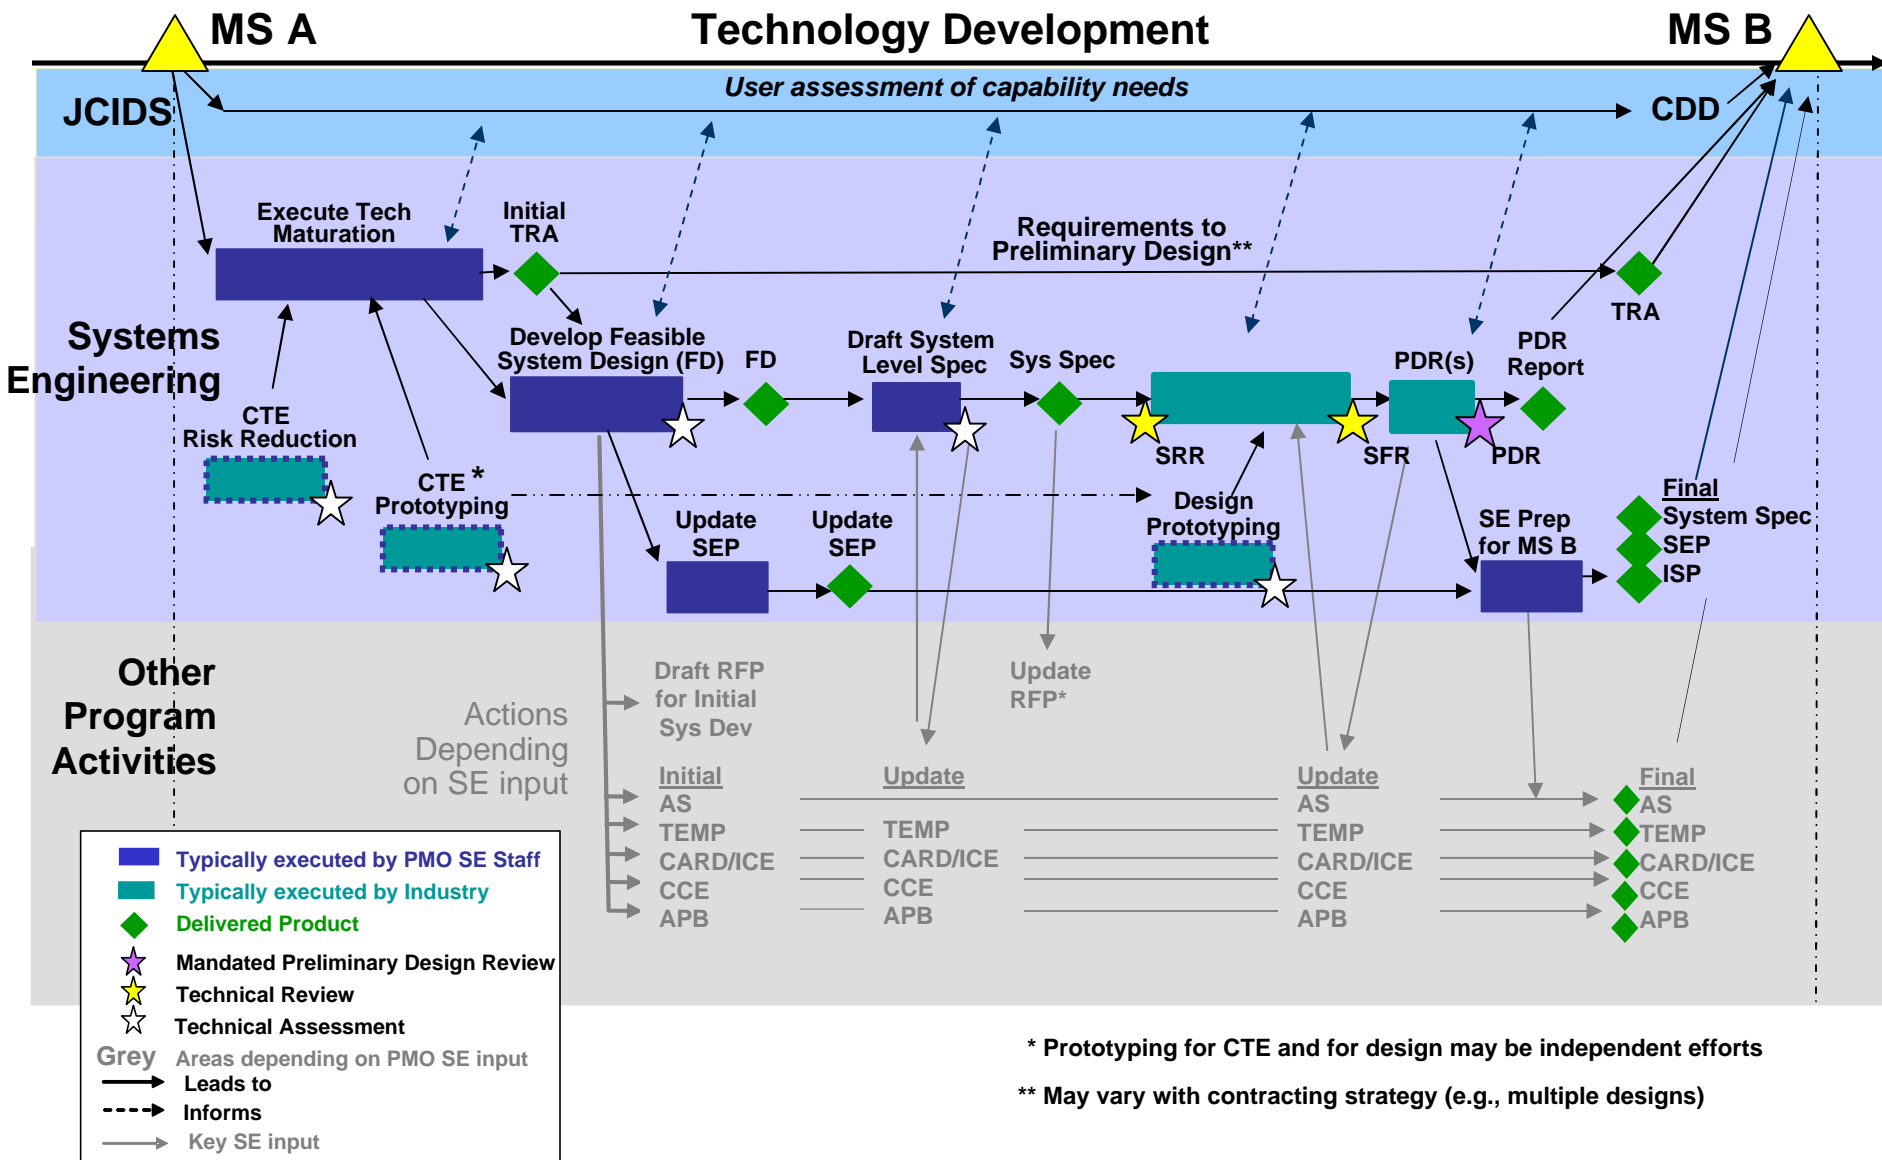 MS A
Technology Development
MS B
User assessment of capability needs
JCIDS
CDD
Execute Tech
Maturation
Initial
TRA
Requirements to
Preliminary Design**
TRA
Systems
Engineering
Develop Feasible
System Design (FD)
FD
Draft System
Level Spec
Sys Spec
PDR(s)
PDR
Report
CTE
Risk Reduction
SRR
SFR
PDR
CTE *
Prototyping
Design
Prototyping
Update
SEP
Update
SEP
SE Prep
for MS B
Final
System Spec
SEP
ISP
Other
Program
Activities
Actions
Depending
on SE input
Draft RFP
for Initial
Sys Dev
Update
RFP*
Initial
AS
TEMP
CARD/ICE
CCE
APB
Update
TEMP
CARD/ICE
CCE
APB
Update
AS
TEMP
CARD/ICE
CCE
APB
Final
AS
TEMP
CARD/ICE
CCE
APB
Typically executed by PMO SE Staff
Typically executed by Industry
Delivered Product
Mandated Preliminary Design Review
Technical Review
Technical Assessment
Grey Areas depending on PMO SE input
Leads to
Informs
Key SE input
* Prototyping for CTE and for design may be independent efforts
** May vary with contracting strategy (e.g., multiple designs)